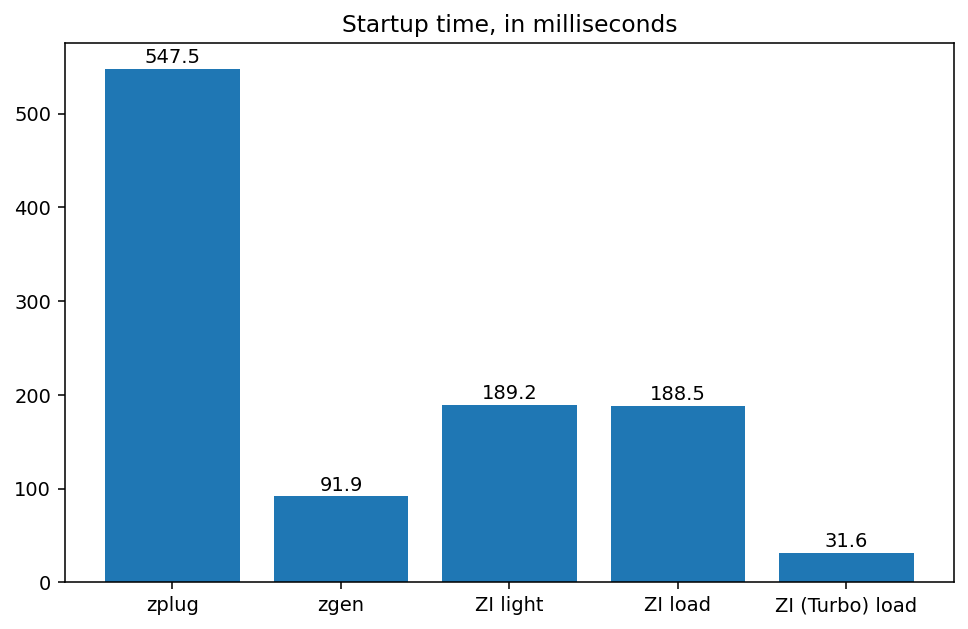 Startup time, in milliseconds
547.5
500
400
300
200
100
0
91.9
189.2
188.5
31.6
zplug
zgen
ZI light
ZI load
ZI (Turbo) load